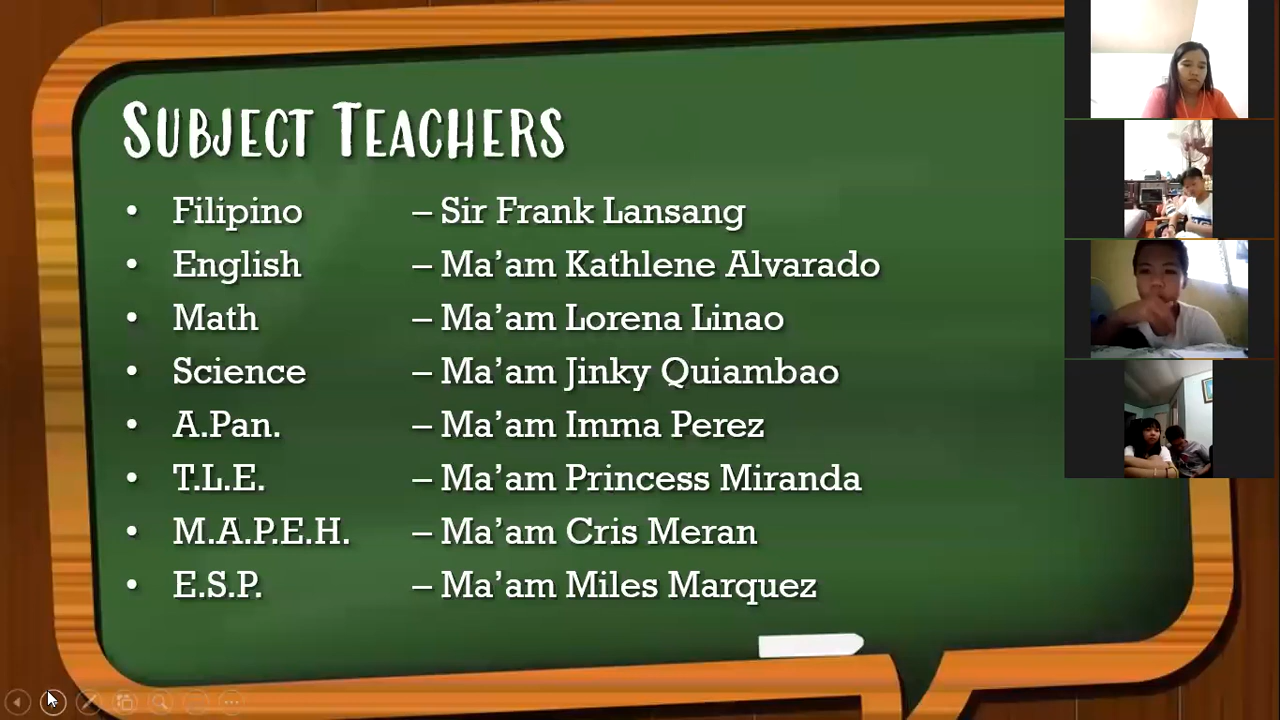 SUBJECT TEACHERS
• Filipino – Sir Frank Lansang
• English – Ma’am Kathlene Alvarado
• Math – Ma’am Lorena Linao
• Science – Ma’am Jinky Quiambao
• A.Pan. – Ma’am Imma Perez
• T.L.E. – Ma’am Princess Miranda
• M.A.P.E.H. – Ma’am Cris Meran
• E.S.P. – Ma’am Miles Marquez